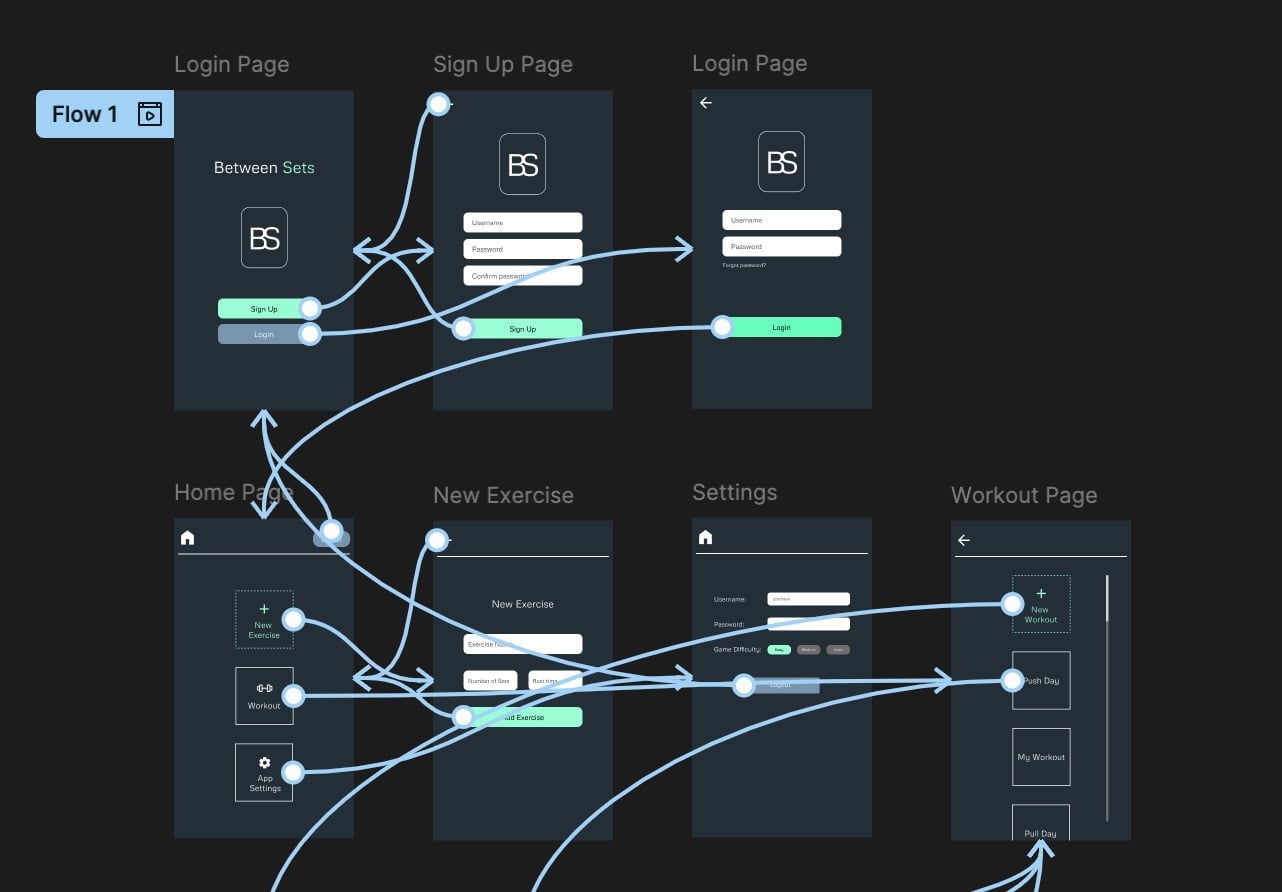 Login Page
Sign Up Page
Login Page
Flow 1
Between Sets
BS
Sign Up
Login
BS
Username
Password
Confirm password
Sign Up
BS
Username
Password
Forgot password?
Login
Home Page
New Exercise
Settings
Workout Page
New
Exercise
Workout
App
Settings
New Exercise
Exercise
Number of Sets
Rest time
Exercise
Username:
Password:
Game Difficulty:
Easy
Medium
Hard
Logout
New
Workout
Push Day
My Workout
Pull Day